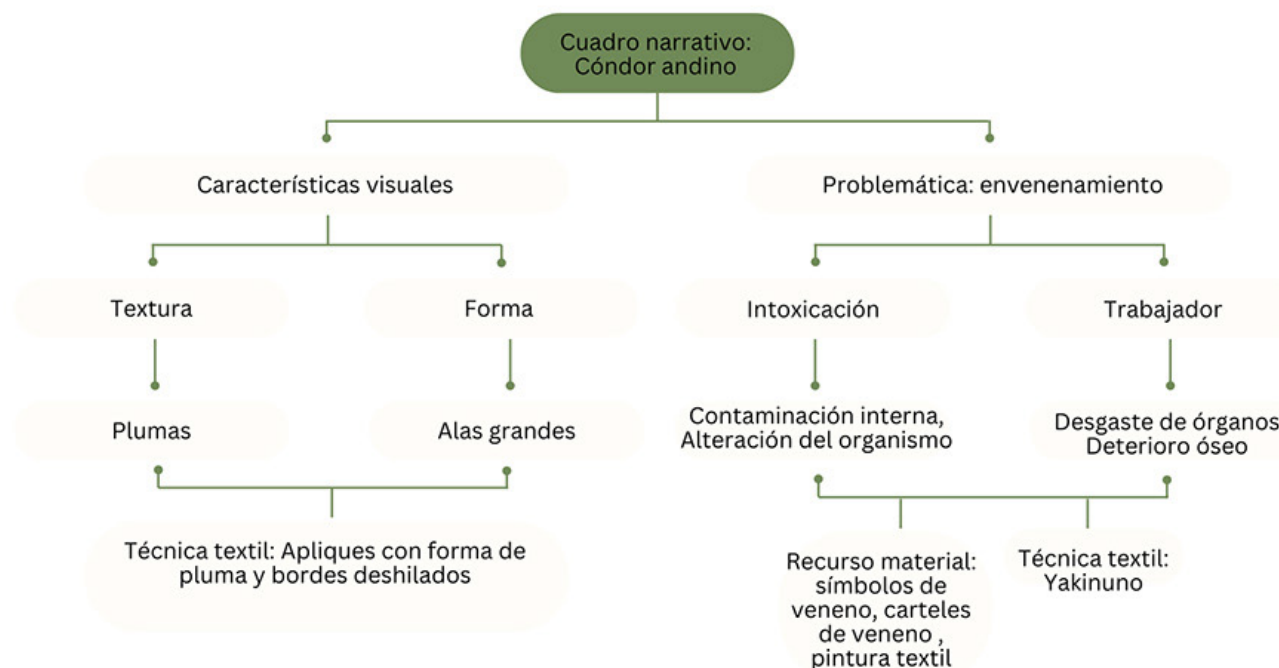 Cuadro narrativo:
Cóndor andino
Características visuales
Problemática: envenenamiento
Textura
Forma
Intoxicación
Trabajador
Plumas
Alas grandes
Contaminación interna,
Alteración del organismo
Desgaste de órganos
Deterioro óseo
Técnica textil: Apliques con forma de
pluma y bordes deshilados
Recurso material:
símbolos de
veneno, carteles
de veneno ,
pintura textil
Técnica textil:
Yakinuno